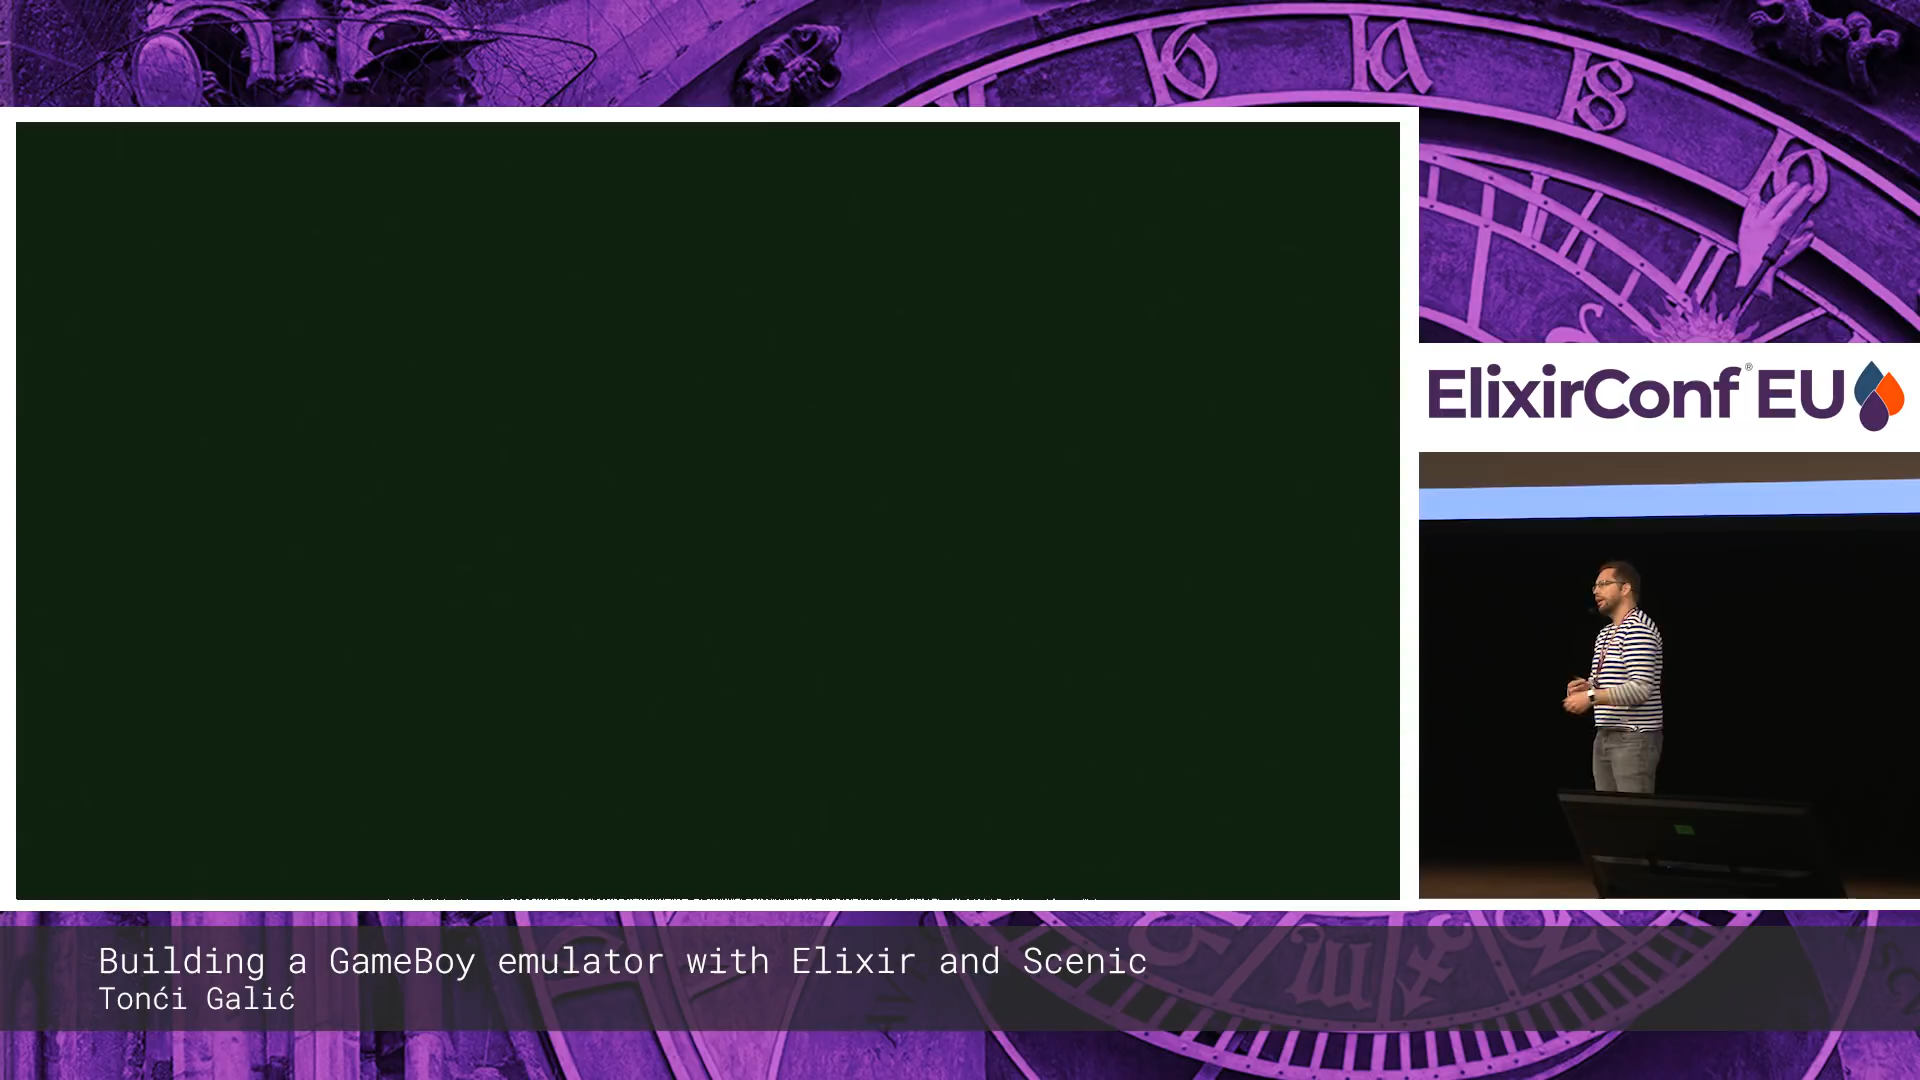 ElixirConf® EU
Building a GameBoy emulator with Elixir and Scenic
Tonći Galić